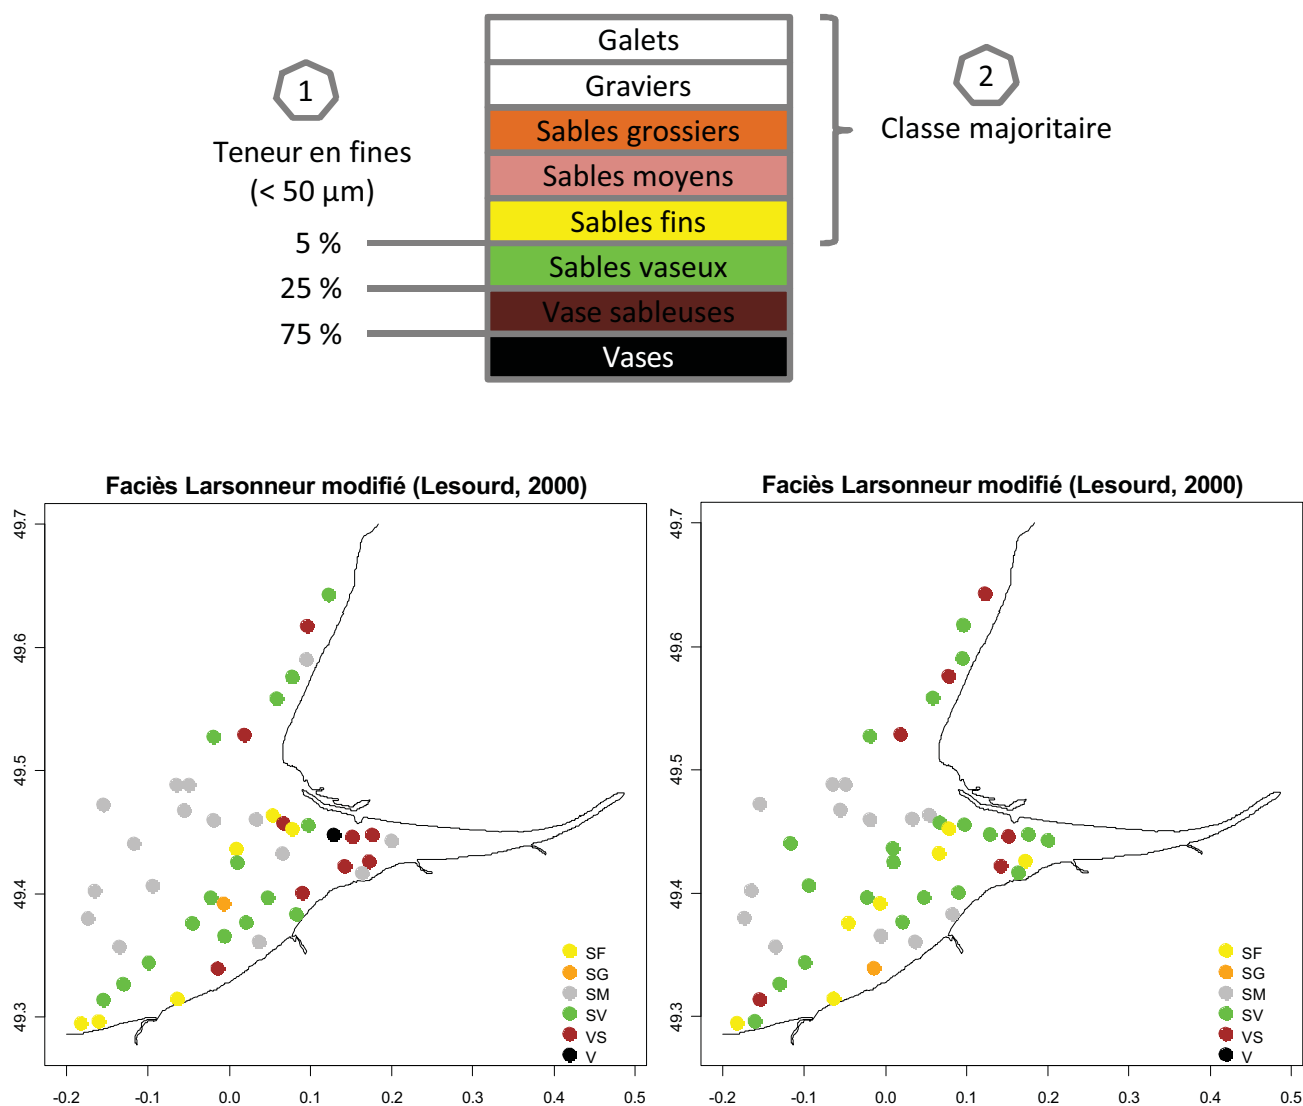 Galets
Graviers
Sables grossiers
Sables moyens
Sables fins
Sables vaseux
Vase sableuses
Vases
1
Teneur en fines
(< 50 µm)
5 %
25 %
75 %
2
Classe majoritaire
Faciès Larsonneur modifié (Lesourd, 2000)
49.7
49.6
49.5
49.4
49.3
-0.2 -0.1 0.0 0.1 0.2 0.3 0.4 0.5
SF
SG
SM
SV
VS
V
Faciès Larsonneur modifié (Lesourd, 2000)
49.7
49.6
49.5
49.4
49.3
-0.2 -0.1 0.0 0.1 0.2 0.3 0.4 0.5
SF
SG
SM
SV
VS
V